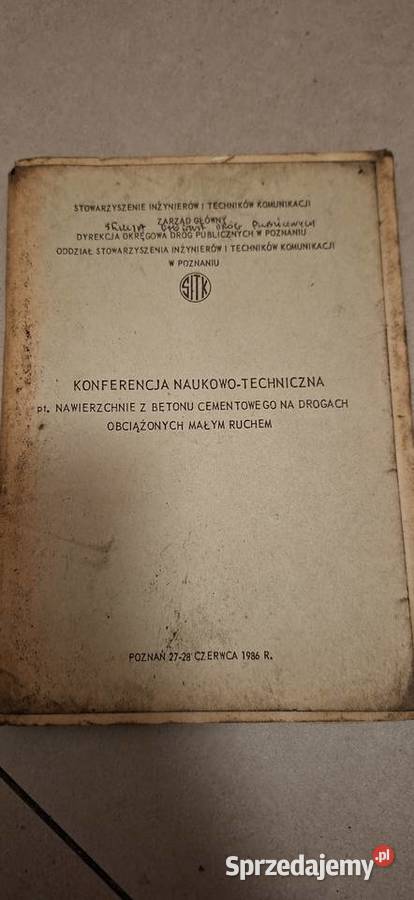 STOWARZYSZENIE INŻYNIERÓW I TECHNIKÓW KOMUNIKACJI
ZARZĄD GŁÓWNY
DYREKCJA OKRĘGOWA DRÓG PUBLICZNYCH W POZNANIU
ODDZIAŁ STOWARZYSZENIA INŻYNIERÓW I TECHNIKÓW KOMUNIKACJI
W POZNANIU
SITK
KONFERENCJA NAUKOWO-TECHNICZNA
pt. NAWIERZCHNIE Z BETONU CEMENTOWEGO NA DROGACH
OBCIĄŻONYCH MAŁYM RUCHEM
POZNAŃ 27-28 CZERWCA 1986 R.
Sprzedajemy.pl